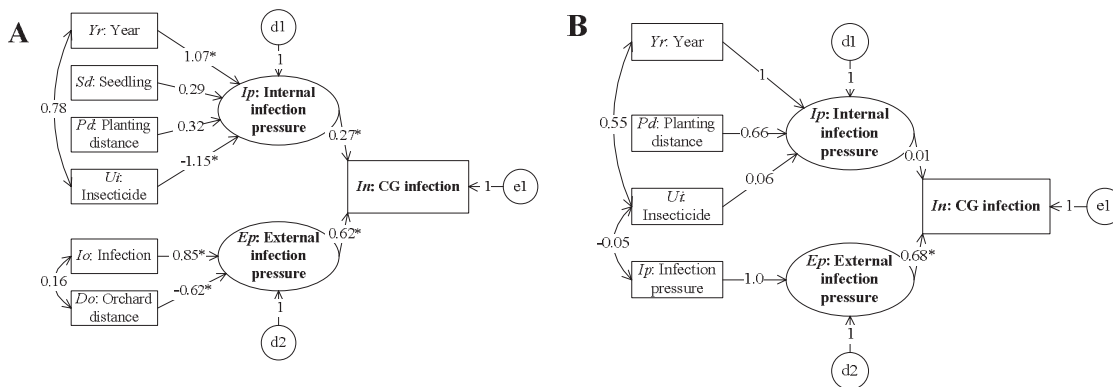 A
Yr: Year
Sd: Seedling
Pd: Planting
distance
Ui:
Insecticide
Io: Infection
Do: Orchard
distance
0.78
0.16
1.07*
0.29
0.32
-1.15*
0.85*
-0.62*
d1
1
Ip: Internal
infection
pressure
0.27*
In: CG infection
1
e1
0.62*
Ep: External
infection
pressure
1
d2
B
Yr: Year
Pd: Planting
distance
Ui:
Insecticide
Ip: Infection
pressure
0.55
-0.05
1
0.66
0.06
1.0
d1
1
Ip: Internal
infection
pressure
0.01
In: CG infection
1
e1
0.68*
Ep: External
infection
pressure
1
d2